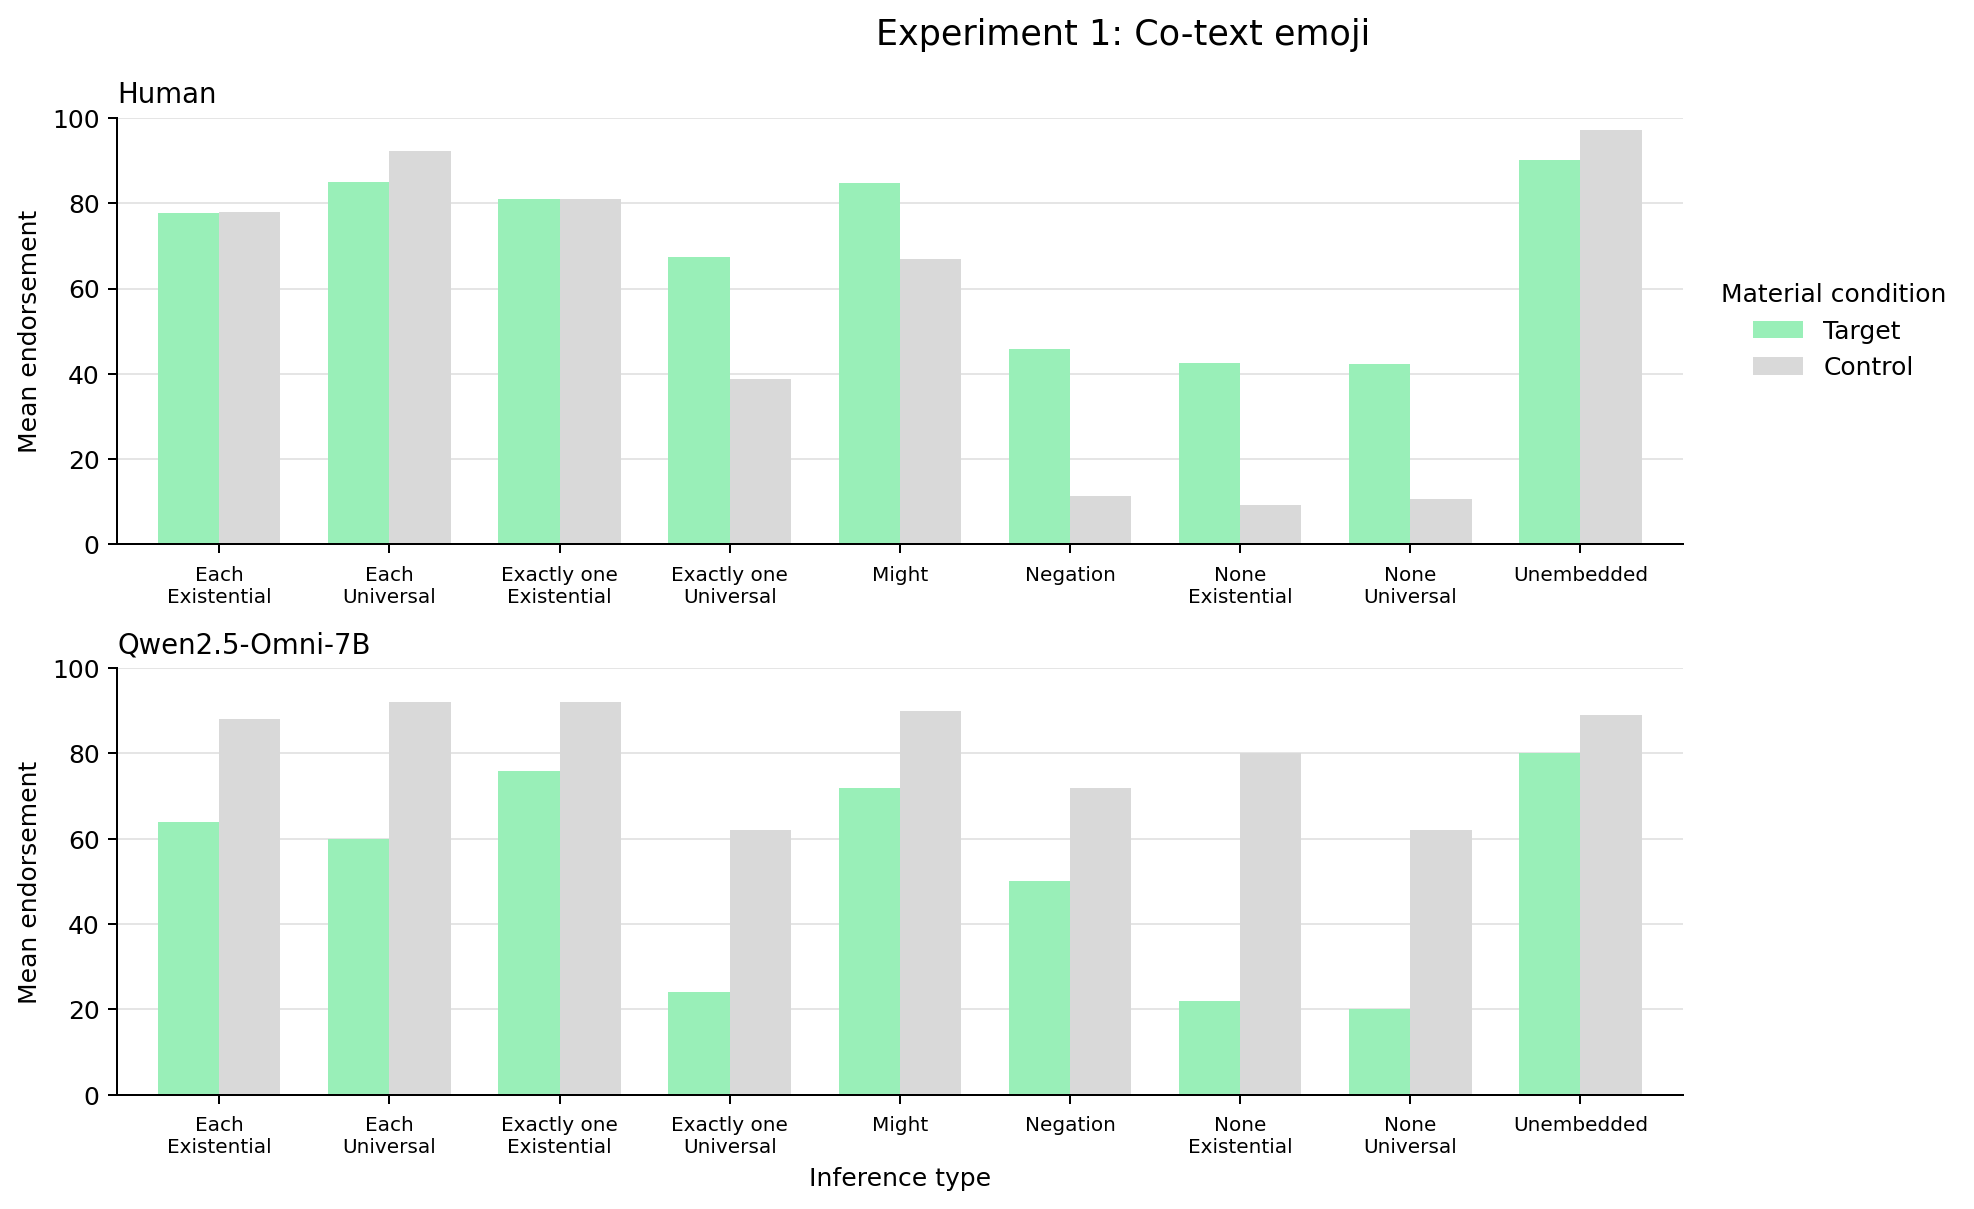 Experiment 1: Co-text emoji
Human
100
80
60
40
20
0
Mean endorsement
Each Existential
Each Universal
Exactly one Existential
Exactly one Universal
Might
Negation
None Existential
None Universal
Unembedded
Material condition
Target
Control
Qwen2.5-Omni-7B
100
80
60
40
20
0
Mean endorsement
Each Existential
Each Universal
Exactly one Existential
Exactly one Universal
Might
Negation
None Existential
None Universal
Unembedded
Inference type